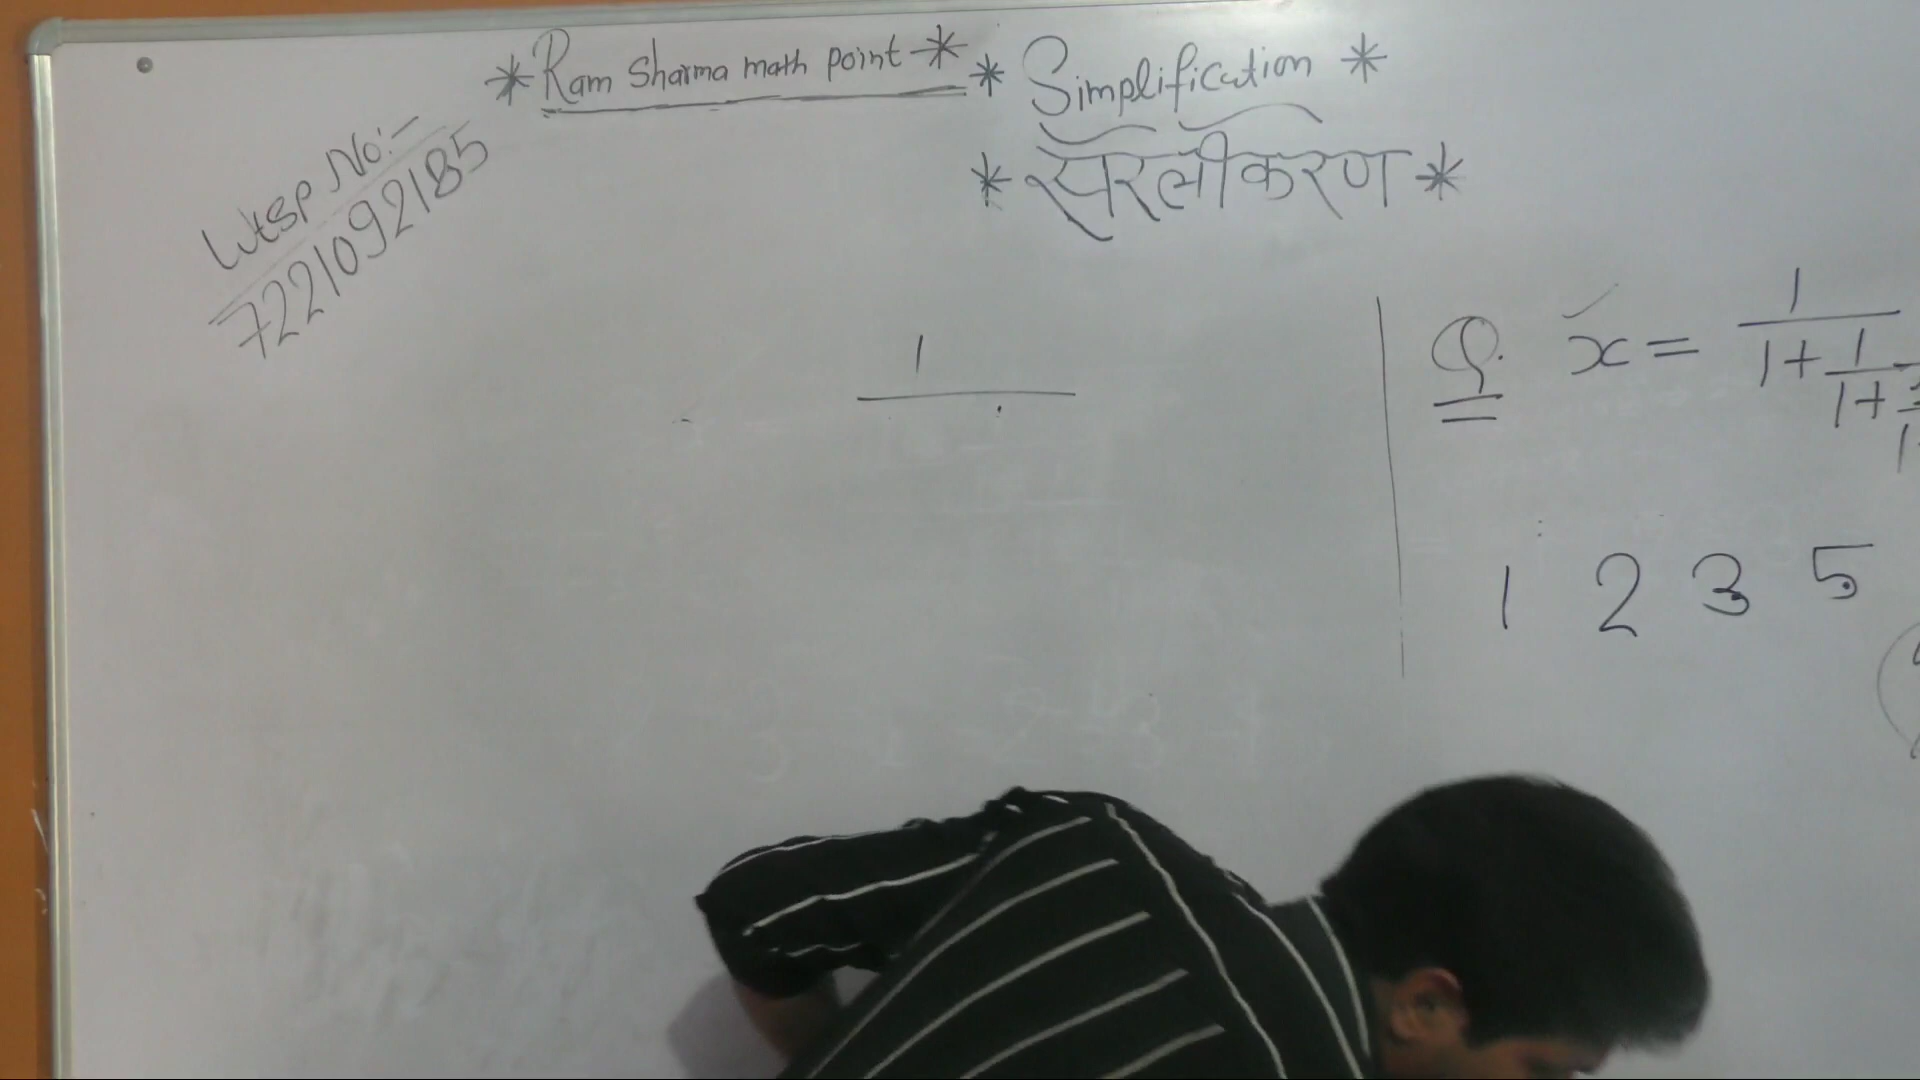 *Ram Sharma math point*
* Simplification *
* सरलीकरण *
Wtsp No:-
7221092185
1
Q. x = 1
1+ 1
1+
1 2 3 5